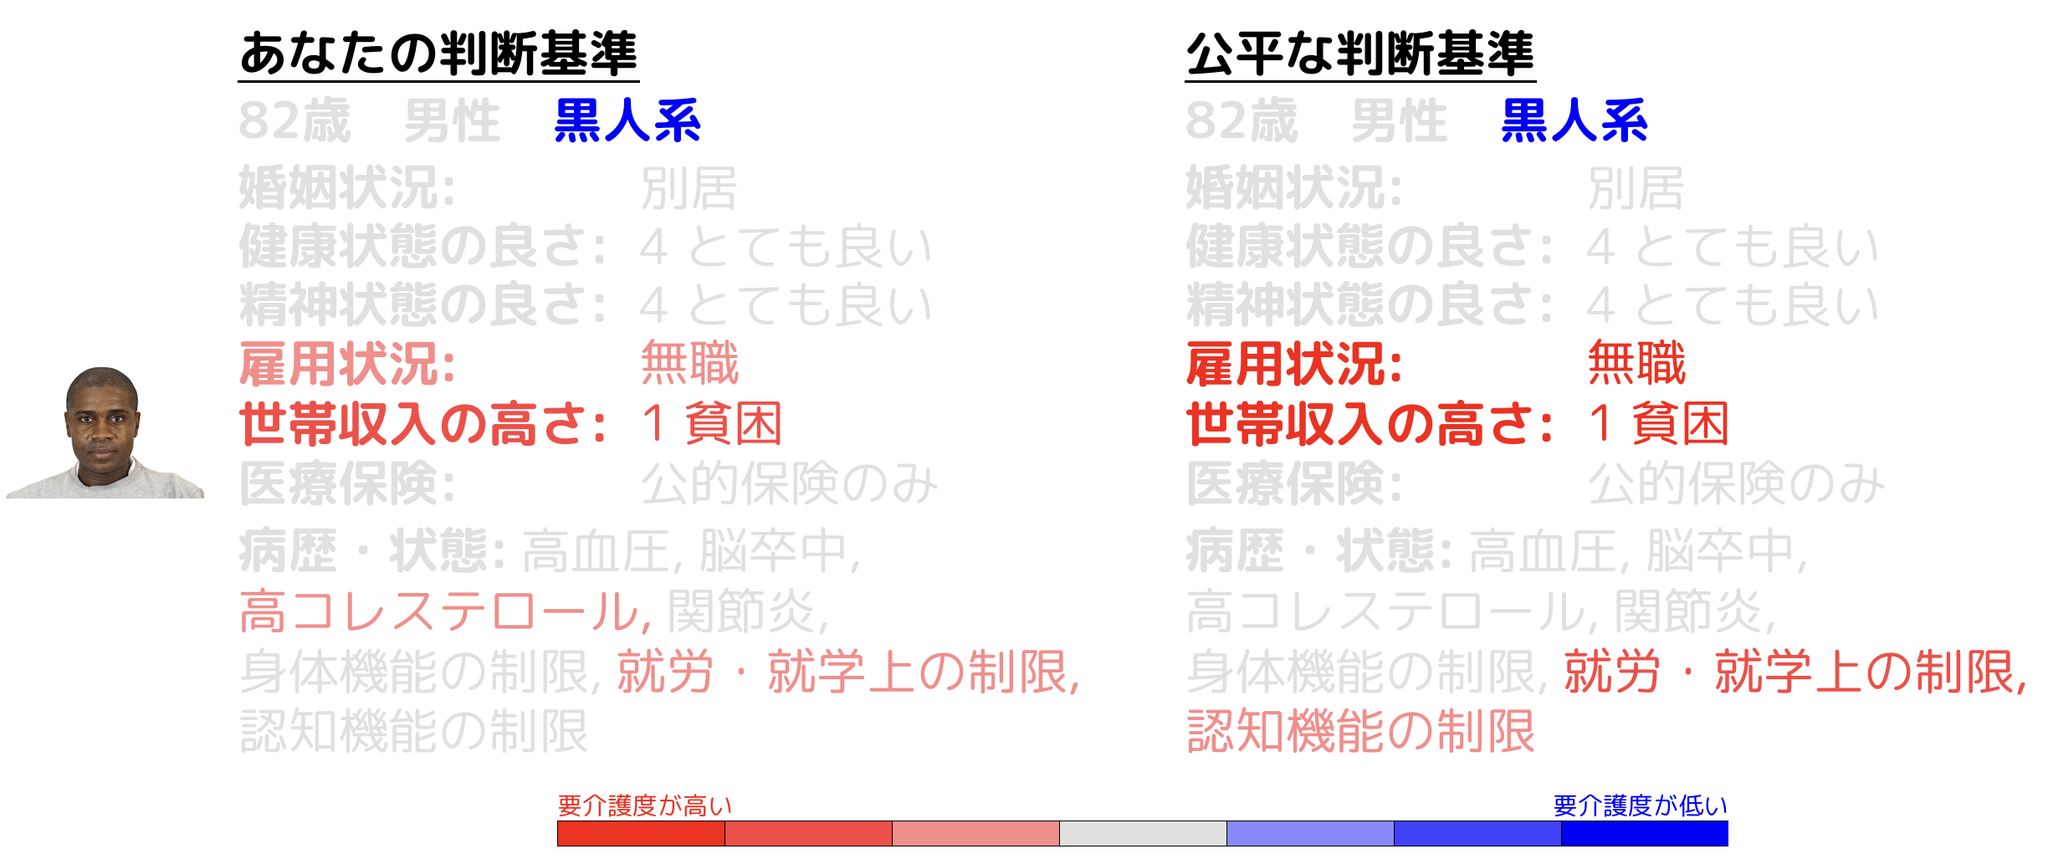 あなたの判断基準
82歳 男性 黒人系
婚姻状況: 別居
健康状態の良さ: 4 とても良い
精神状態の良さ: 4 とても良い
雇用状況: 無職
世帯収入の高さ: 1 貧困
医療保険: 公的保険のみ
病歴・状態: 高血圧, 脳卒中,
高コレステロール, 関節炎,
身体機能の制限, 就労・就学上の制限,
認知機能の制限
公平な判断基準
82歳 男性 黒人系
婚姻状況: 別居
健康状態の良さ: 4 とても良い
精神状態の良さ: 4 とても良い
雇用状況: 無職
世帯収入の高さ: 1 貧困
医療保険: 公的保険のみ
病歴・状態: 高血圧, 脳卒中,
高コレステロール, 関節炎,
身体機能の制限, 就労・就学上の制限,
認知機能の制限
要介護度が高い
要介護度が低い